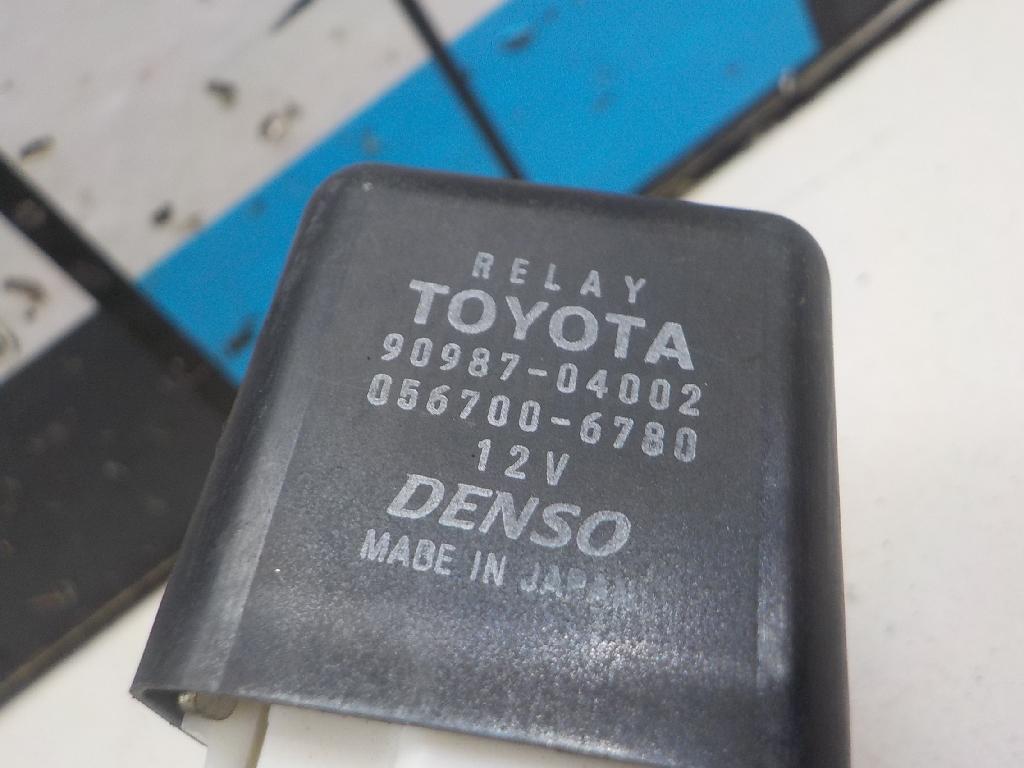 RELAY
TOYOTA
90987-04002
056700-6780
12V
DENSO
MADE IN JAPAN